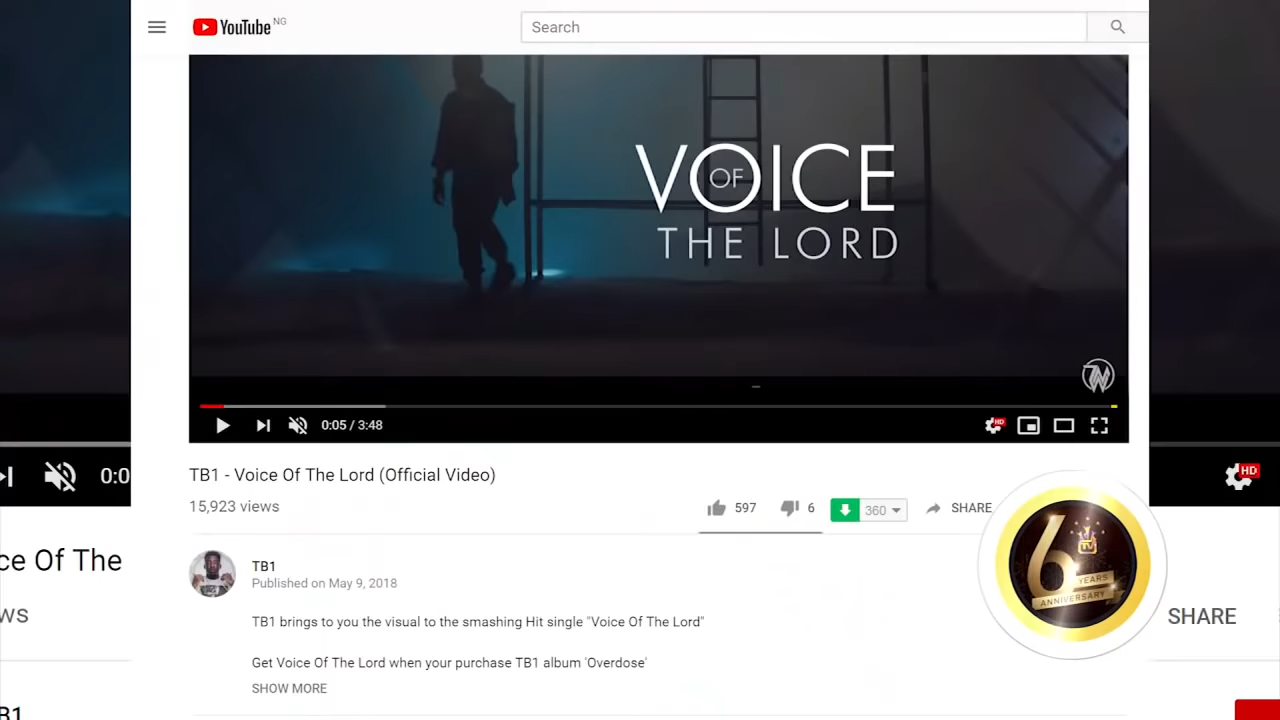 YouTube NG
Search
VOICE
OF
THE LORD
0:05 / 3:48
HD
TB1 - Voice Of The Lord (Official Video)
15,923 views
597
6
360
SHARE
TB1
Published on May 9, 2018
TB1 brings to you the visual to the smashing Hit single "Voice Of The Lord"
Get Voice Of The Lord when your purchase TB1 album 'Overdose'
SHOW MORE
6
TV
YEARS
ANNIVERSARY
0:0
ce Of The
ws
B1
HD
SHARE